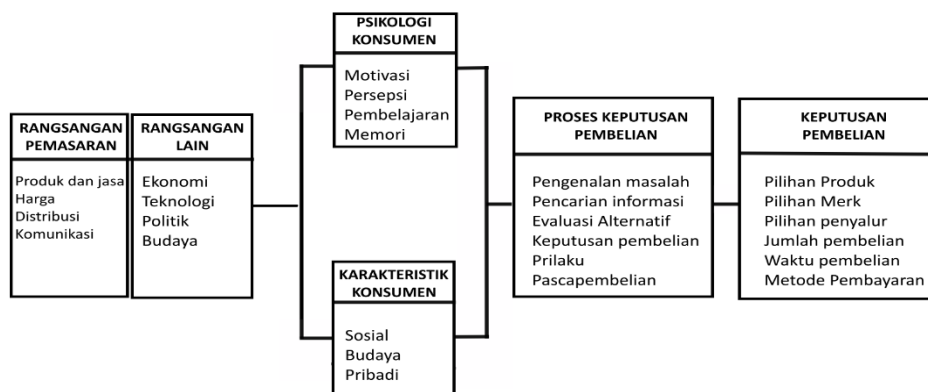 RANGSANGAN
PEMASARAN
Produk dan jasa
Harga
Distribusi
Komunikasi
RANGSANGAN
LAIN
Ekonomi
Teknologi
Politik
Budaya
PSIKOLOGI
KONSUMEN
Motivasi
Persepsi
Pembelajaran
Memori
KARAKTERISTIK
KONSUMEN
Sosial
Budaya
Pribadi
PROSES KEPUTUSAN
PEMBELIAN
Pengenalan masalah
Pencarian informasi
Evaluasi Alternatif
Keputusan pembelian
Prilaku
Pascapembelian
KEPUTUSAN
PEMBELIAN
Pilihan Produk
Pilihan Merk
Pilihan penyalur
Jumlah pembelian
Waktu pembelian
Metode Pembayaran